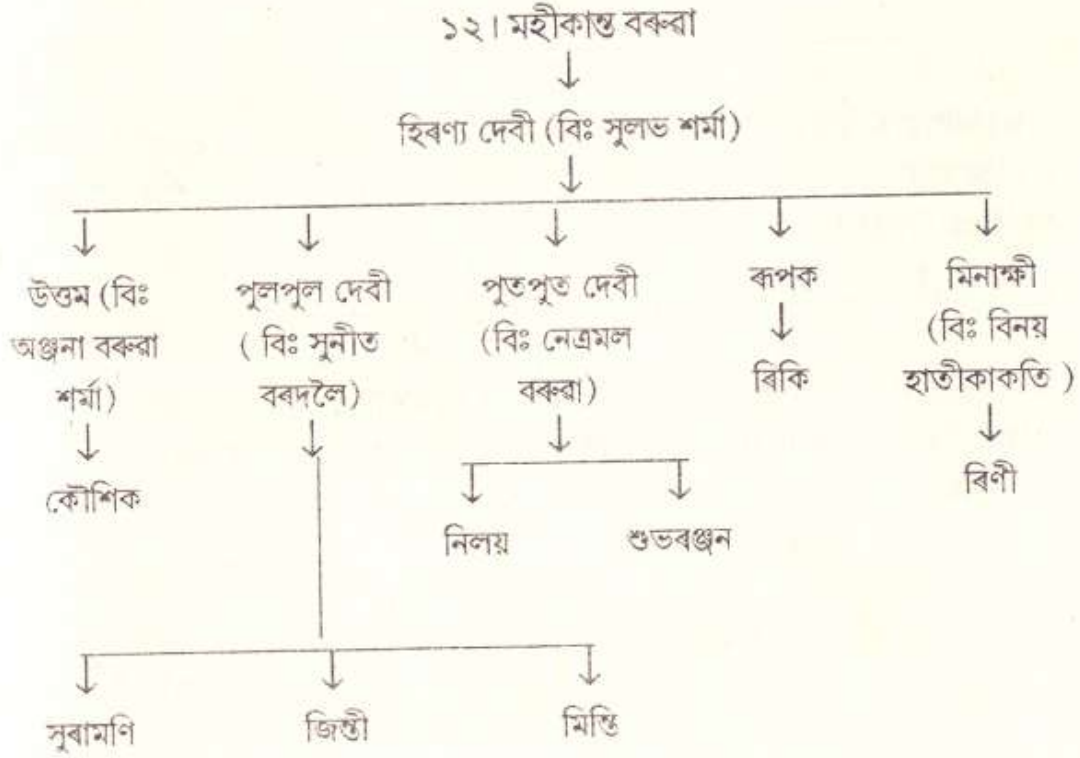 ১২। মহীকান্ত বৰুৱা
হিৰণ্য দেবী (বিঃ সুলভ শৰ্মা)
উত্তম (বিঃ
অঞ্জনা বৰুৱা
শৰ্মা)
পুলপুল দেবী
( বিঃ সুনীত
বৰদলৈ)
পুতপুত দেবী
(বিঃ নেত্ৰমল
বৰুৱা)
ৰূপক
মিনাক্ষী
(বিঃ বিনয়
হাতীকাকতি )
কৌশিক
নিলয়
শুভৰঞ্জন
ৰিকি
ৰিণী
সুৰামণি
জিন্তী
মিন্তি